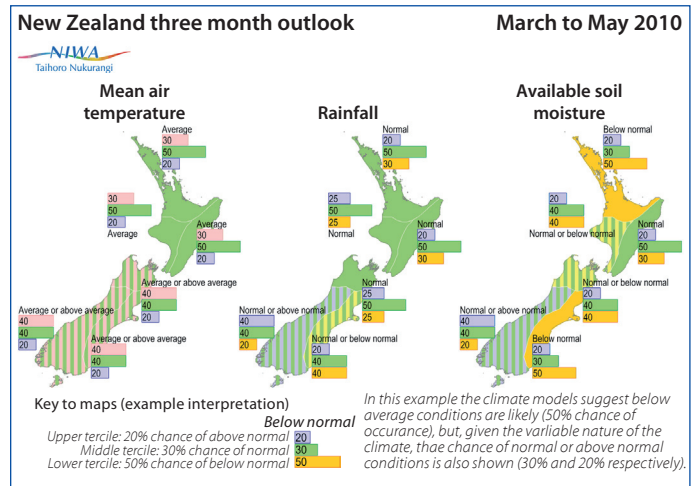 New Zealand three month outlook March to May 2010
NIWA
Taihoro Nukurangi
Mean air
temperature
Average
30
50
20
30
50
20
Average
Average
30
50
20
Average or above average
40
40
20
Average or above average
40
40
20
Average or above average
40
40
20
Rainfall
Normal
20
50
30
25
50
25
Normal
Normal
20
50
30
Normal
25
50
25
Normal or above normal
40
40
20
Normal or below normal
20
40
40
Available soil
moisture
Below normal
20
30
50
20
40
40
Normal or below normal
Normal
20
50
30
Normal or below normal
20
40
40
Normal or above normal
40
40
20
Below normal
20
30
50
Key to maps (example interpretation)
Below normal
Upper tercile: 20% chance of above normal 20
Middle tercile: 30% chance of normal 30
Lower tercile: 50% chance of below normal 50
In this example the climate models suggest below
average conditions are likely (50% chance of
occurance), but, given the varliable nature of the
climate, thae chance of normal or above normal
conditions is also shown (30% and 20% respectively).